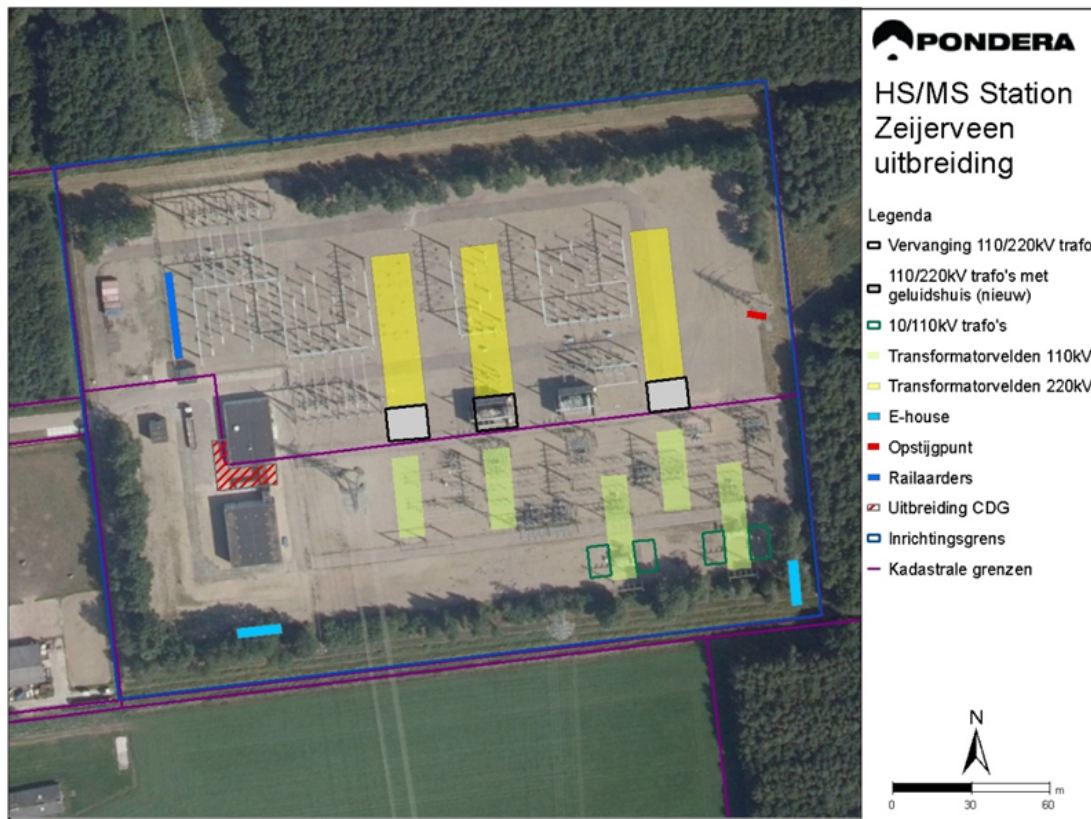 PONDERA
HS/MS Station
Zeijerveen
uitbreiding
Legenda
Vervanging 110/220kV trafo
110/220kV trafo's met
geluidshuis (nieuw)
10/110kV trafo's
Transformatorvelden 110kV
Transformatorvelden 220kV
E-house
Opstijgpunt
Railaarders
Uitbreiding CDG
Inrichtingsgrens
Kadastrale grenzen
N
m
0 30 60